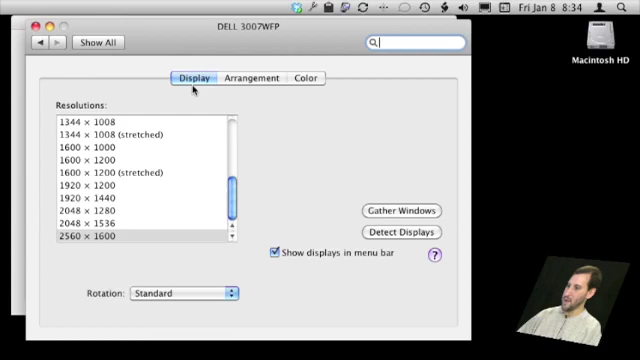 Fri Jan 8 8:34
DELL 3007WFP
Show All
Macintosh HD
Display Arrangement Color
Resolutions:
1344 × 1008
1344 × 1008 (stretched)
1600 × 1000
1600 × 1200
1600 × 1200 (stretched)
1920 × 1200
1920 × 1440
2048 × 1280
2048 × 1536
2560 × 1600
Gather Windows
Detect Displays
Show displays in menu bar
?
Rotation: Standard